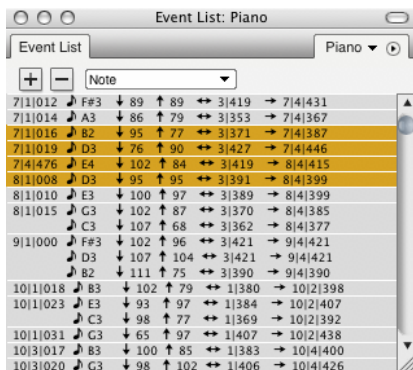 Event List: Piano
Event List Piano
Note
7|1|012 F#3 89 89 3|419 7|4|431
7|1|014 A3 86 79 3|353 7|4|367
7|1|016 B2 95 77 3|371 7|4|387
7|1|019 D3 76 90 3|427 7|4|446
7|4|476 E4 102 84 3|419 8|4|415
8|1|008 D3 95 95 3|391 8|4|399
8|1|010 E3 100 97 3|389 8|4|399
8|1|015 G3 102 87 3|370 8|4|385
C3 107 68 3|362 8|4|377
9|1|000 F#3 102 96 3|421 9|4|421
D3 107 104 3|421 9|4|421
B2 111 75 3|390 9|4|390
10|1|018 B3 102 79 1|380 10|2|398
10|1|023 E3 93 97 1|384 10|2|407
C3 98 77 1|369 10|2|392
10|1|031 G3 65 97 1|407 10|2|438
10|3|017 B3 100 85 1|383 10|4|400
10|3|020 G3 98 102 1|406 10|4|426